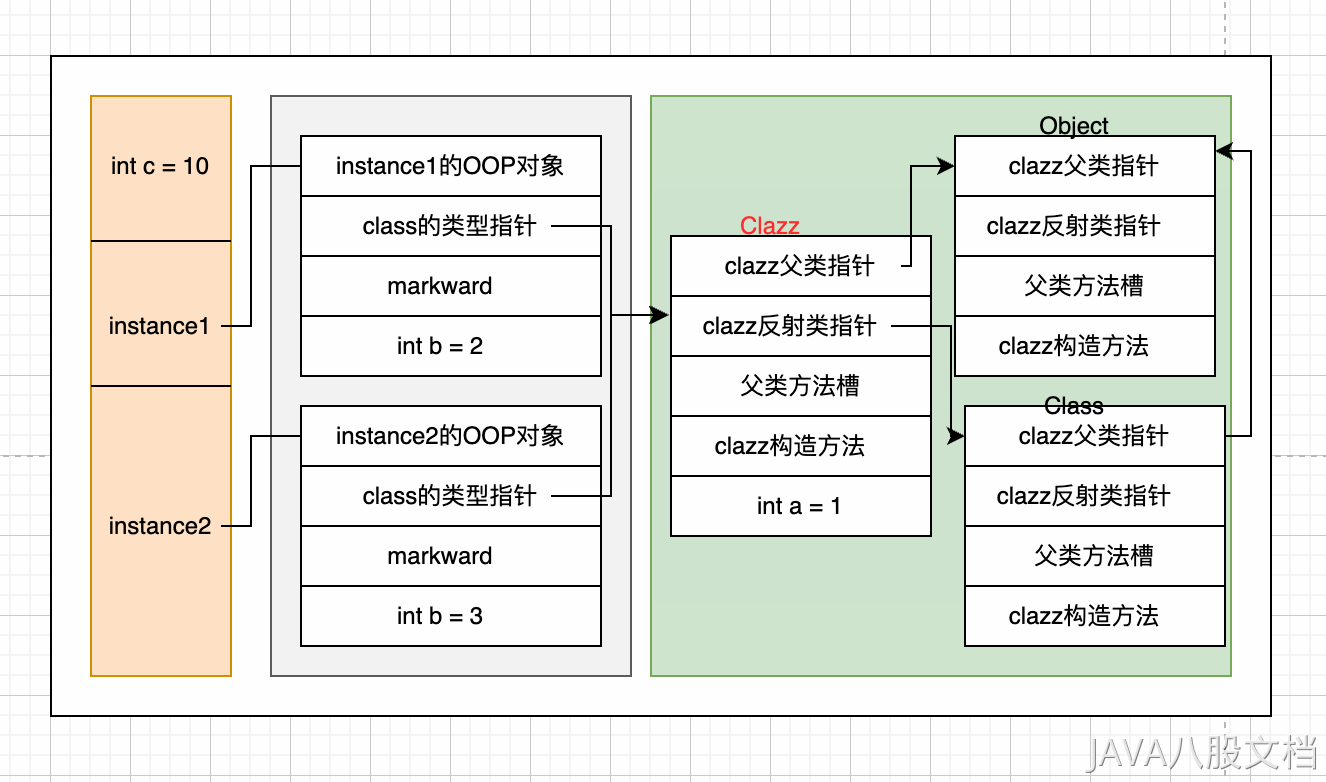 int c = 10
instance1
instance2
instance1的OOP对象
class的类型指针
markward
int b = 2
instance2的OOP对象
class的类型指针
markward
int b = 3
Clazz
clazz父类指针
clazz反射类指针
父类方法槽
clazz构造方法
int a = 1
Object
clazz父类指针
clazz反射类指针
父类方法槽
clazz构造方法
Class
clazz父类指针
clazz反射类指针
父类方法槽
clazz构造方法
JAVA八股文档